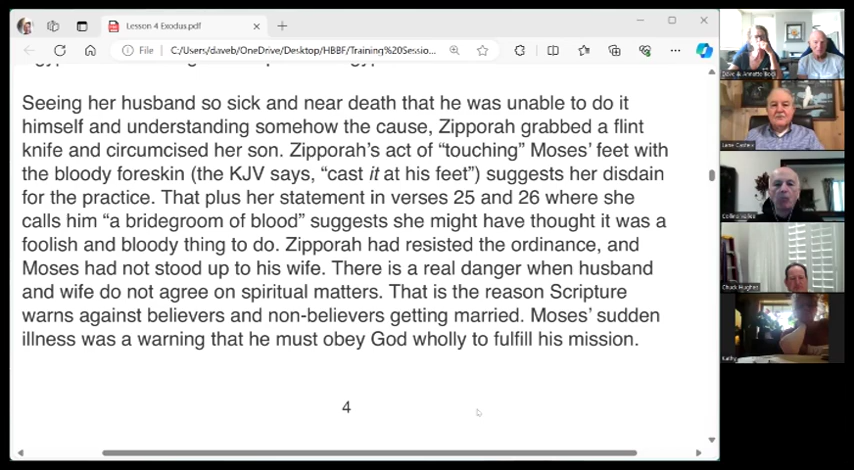 Lesson 4 Exodus.pdf
File
C:/Users/daveb/OneDrive/Desktop/HBBF/Training%20Sessio...
Seeing her husband so sick and near death that he was unable to do it
himself and understanding somehow the cause, Zipporah grabbed a flint
knife and circumcised her son. Zipporah's act of “touching” Moses’ feet with
the bloody foreskin (the KJV says, “cast it at his feet”) suggests her disdain
for the practice. That plus her statement in verses 25 and 26 where she
calls him “a bridegroom of blood” suggests she might have thought it was a
foolish and bloody thing to do. Zipporah had resisted the ordinance, and
Moses had not stood up to his wife. There is a real danger when husband
and wife do not agree on spiritual matters. That is the reason Scripture
warns against believers and non-believers getting married. Moses’ sudden
illness was a warning that he must obey God wholly to fulfill his mission.
4
Dave & Annette
Lane
Collins
Chuck Hugher
Kathy